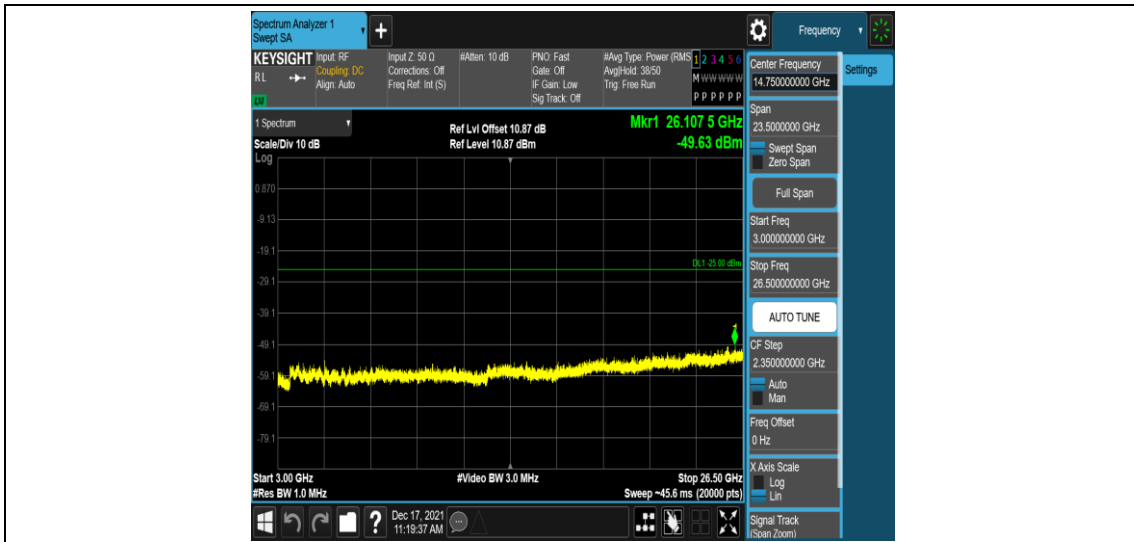 Spectrum Analyzer 1
Swept SA
+
Frequency
KEYSIGHT
RL
LXI
Input: RF
Coupling: DC
Align: Auto
Input Z: 50 Ω
Corrections: Off
Freq Ref: Int (S)
#Atten: 10 dB
PNO: Fast
Gate: Off
IF Gain: Low
Sig Track: Off
#Avg Type: Power (RMS
Avg|Hold: 38/50
Trig: Free Run
1 2 3 4 5 6
M W W W W W
P P P P P P
1 Spectrum
Scale/Div 10 dB
Ref Lvl Offset 10.87 dB
Ref Level 10.87 dBm
Mkr1 26.107 5 GHz
-49.63 dBm
Log
0.870
-9.13
-19.1
DL1 -25.00 dBm
-29.1
-39.1
1
-49.1
-59.1
-69.1
-79.1
Start 3.00 GHz
#Res BW 1.0 MHz
#Video BW 3.0 MHz
Stop 26.50 GHz
Sweep ~45.6 ms (20000 pts)
?
Dec 17, 2021
11:19:37 AM
Center Frequency
14.750000000 GHz
Settings
Span
23.5000000 GHz
Swept Span
Zero Span
Full Span
Start Freq
3.000000000 GHz
Stop Freq
26.500000000 GHz
AUTO TUNE
CF Step
2.350000000 GHz
Auto
Man
Freq Offset
0 Hz
X Axis Scale
Log
Lin
Signal Track
(Span Zoom)